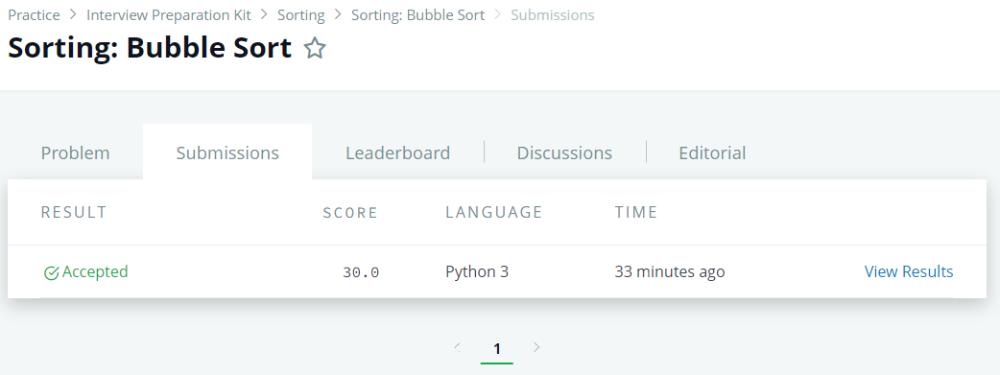 Practice > Interview Preparation Kit > Sorting > Sorting: Bubble Sort > Submissions
Sorting: Bubble Sort
Problem Submissions Leaderboard Discussions Editorial
RESULT SCORE LANGUAGE TIME
Accepted 30.0 Python 3 33 minutes ago View Results
< 1 >